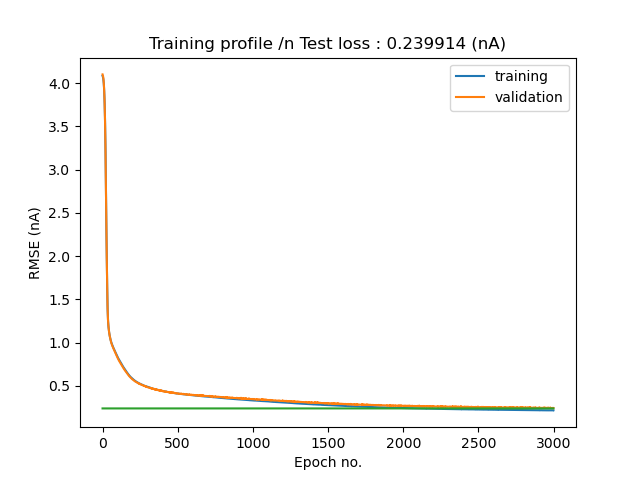 Training profile /n Test loss : 0.239914 (nA)
training
validation
RMSE (nA)
4.0
3.5
3.0
2.5
2.0
1.5
1.0
0.5
0 500 1000 1500 2000 2500 3000
Epoch no.